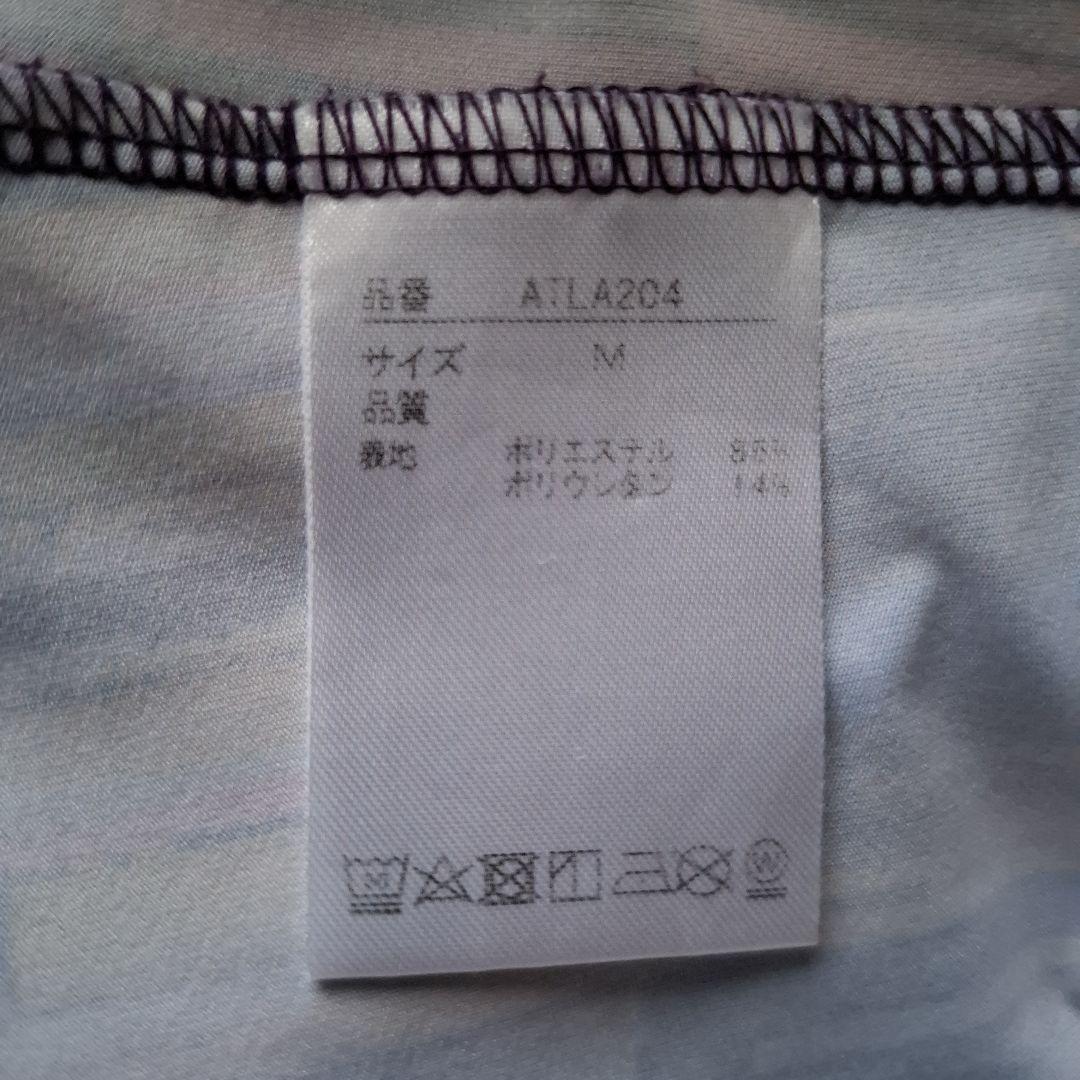 品番 ATLA204
サイズ M
品質
表地 ポリエステル 86%
ポリウレタン 14%